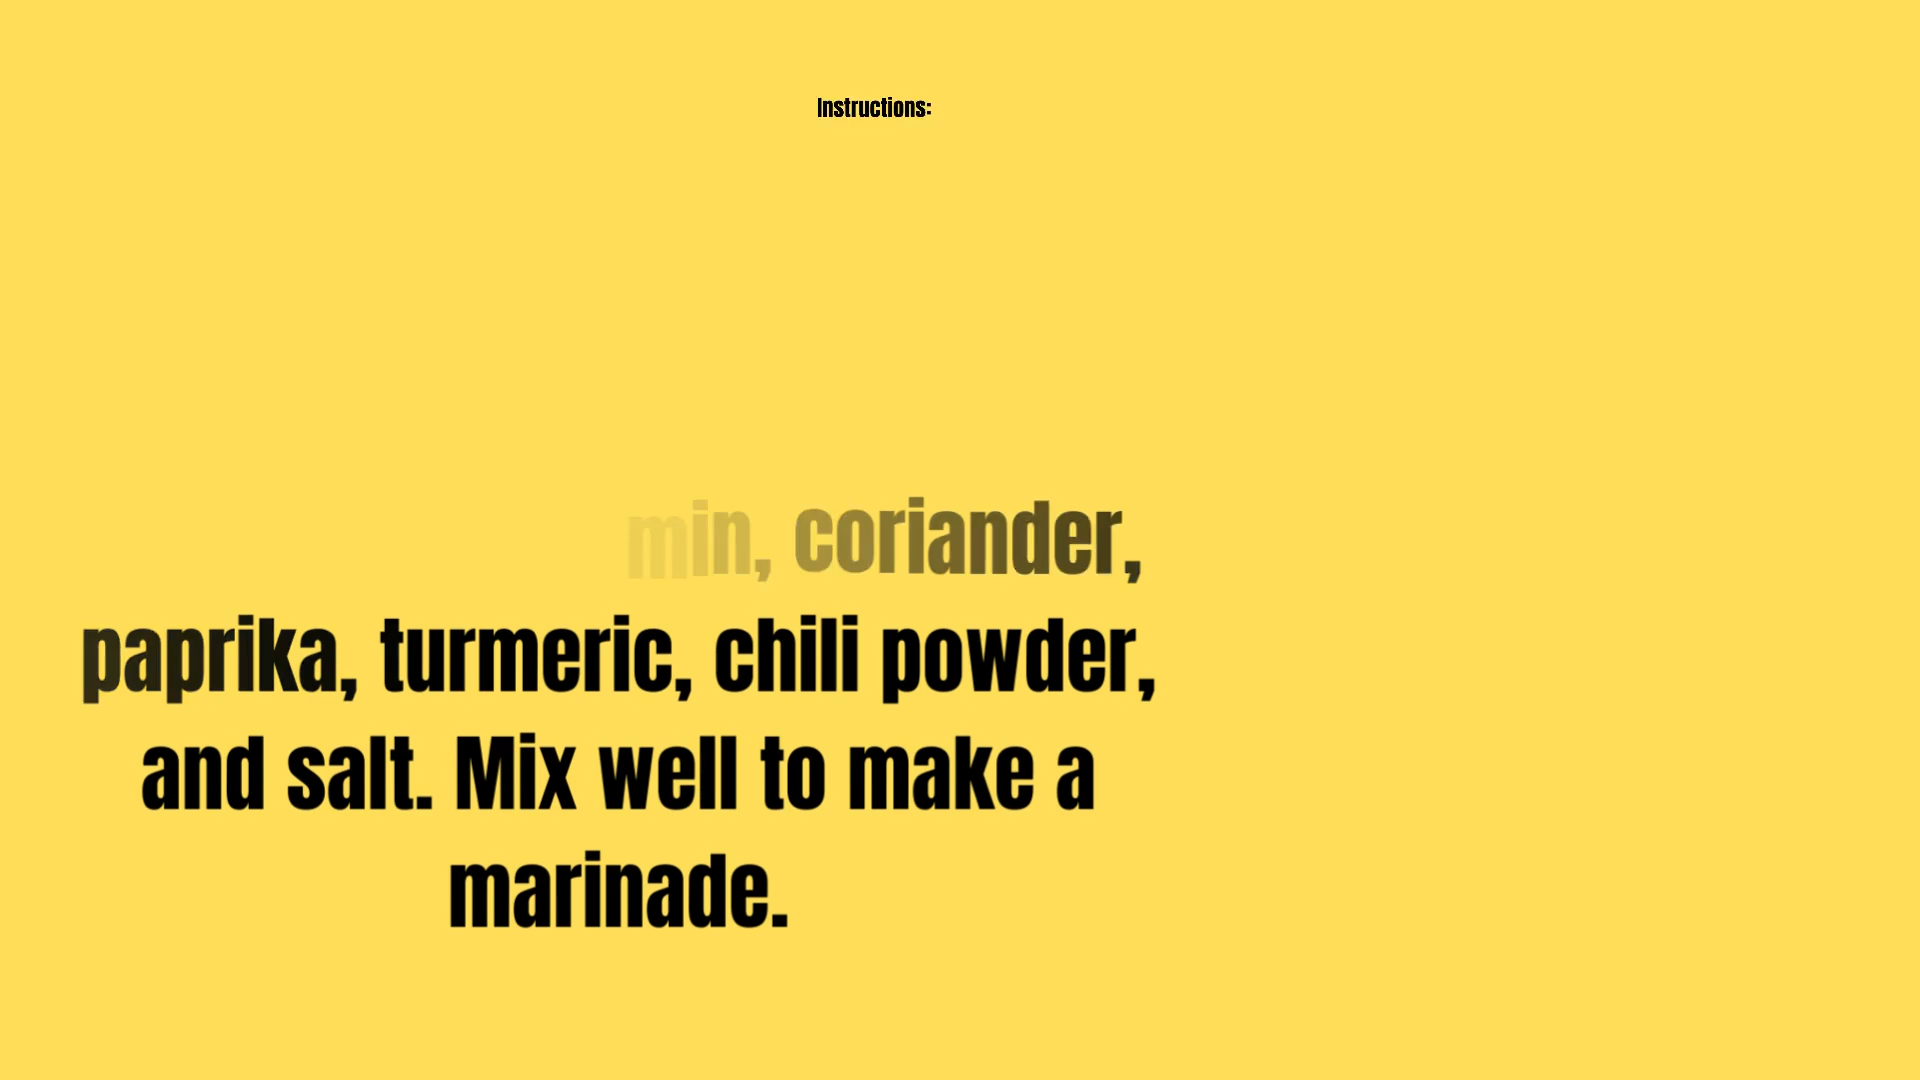 Instructions:
min, coriander,
paprika, turmeric, chili powder,
and salt. Mix well to make a
marinade.